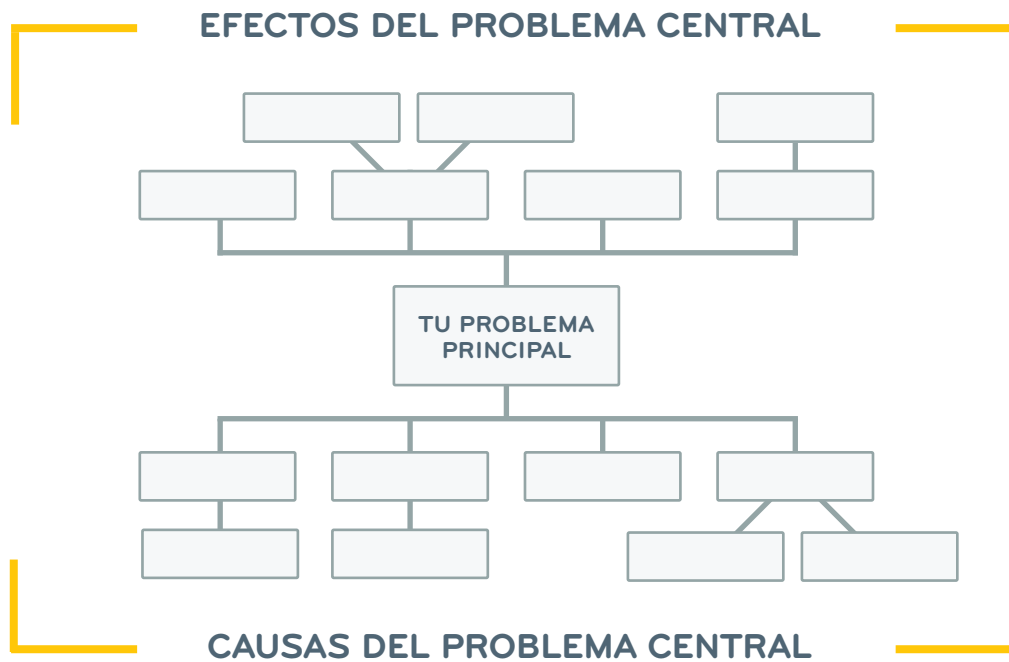 EFECTOS DEL PROBLEMA CENTRAL
TU PROBLEMA
PRINCIPAL
CAUSAS DEL PROBLEMA CENTRAL